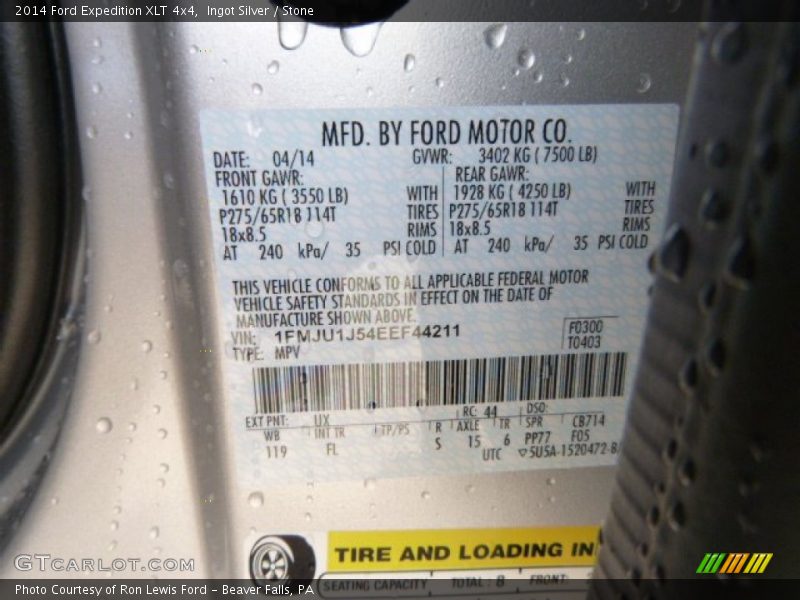 2014 Ford Expedition XLT 4x4, Ingot Silver / Stone
MFD. BY FORD MOTOR CO.
DATE: 04/14 GVWR: 3402 KG ( 7500 LB)
FRONT GAWR: REAR GAWR:
1610 KG ( 3550 LB) WITH 1928 KG ( 4250 LB) WITH
P275/65R18 114T TIRES P275/65R18 114T TIRES
18x8.5 RIMS 18x8.5 RIMS
AT 240 kPa/ 35 PSI COLD AT 240 kPa/ 35 PSI COLD
THIS VEHICLE CONFORMS TO ALL APPLICABLE FEDERAL MOTOR
VEHICLE SAFETY STANDARDS IN EFFECT ON THE DATE OF
MANUFACTURE SHOWN ABOVE.
VIN: 1FMJU1J54EEF44211 F0300
TYPE: MPV T0403
EXT PNT: UX RC: 44 DSO:
WB INT TR TP/PS R AXLE TR SPR CB714
119 FL S 15 6 PP77 F05
UTC ▽5U5A-1520472-8
TIRE AND LOADING IN
SEATING CAPACITY TOTAL: 8 FRONT:
GTCarLot.com
Photo Courtesy of Ron Lewis Ford - Beaver Falls, PA